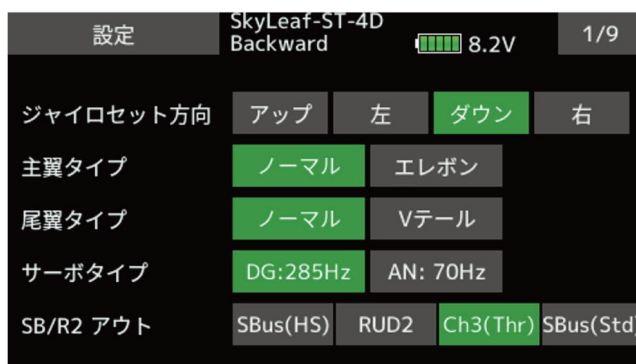 設定 SkyLeaf-ST-4D 1/9
Backward 8.2V
ジャイロセット方向 アップ 左 ダウン 右
主翼タイプ ノーマル エレボン
尾翼タイプ ノーマル Vテール
サーボタイプ DG:285Hz AN: 70Hz
SB/R2 アウト SBus(HS) RUD2 Ch3(Thr) SBus(Std)